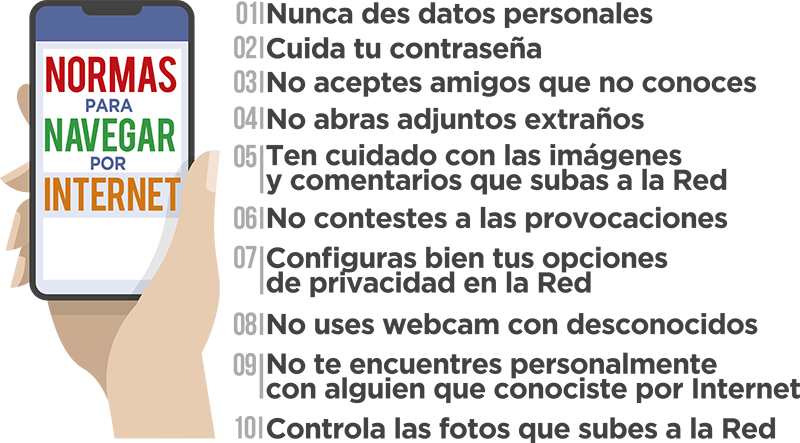 NORMAS
PARA
NAVEGAR
POR
INTERNET
01 Nunca des datos personales
02 Cuida tu contraseña
03 No aceptes amigos que no conoces
04 No abras adjuntos extraños
05 Ten cuidado con las imágenes
y comentarios que subas a la Red
06 No contestes a las provocaciones
07 Configuras bien tus opciones
de privacidad en la Red
08 No uses webcam con desconocidos
09 No te encuentres personalmente
con alguien que conociste por Internet
10 Controla las fotos que subes a la Red